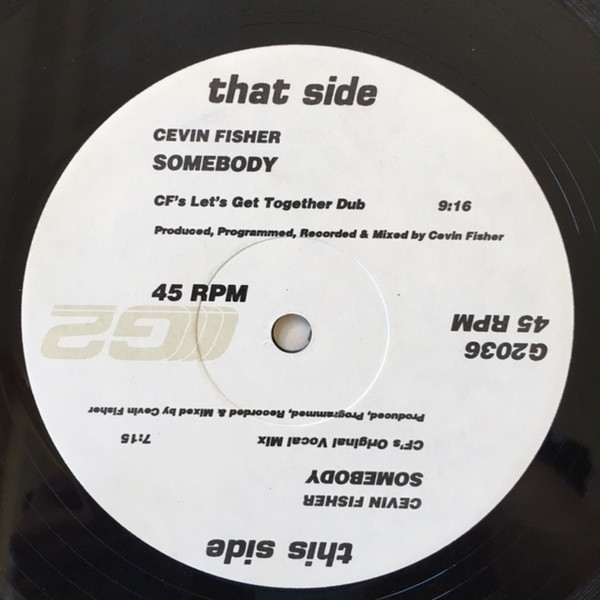 that side
CEVIN FISHER
SOMEBODY
CF's Let's Get Together Dub 9:16
Produced, Programmed, Recorded & Mixed by Cevin Fisher
45 RPM
G2
this side
CEVIN FISHER
SOMEBODY
CF's Original Vocal Mix 7:15
Produced, Programmed, Recorded & Mixed by Cevin Fisher
G2036
45 RPM